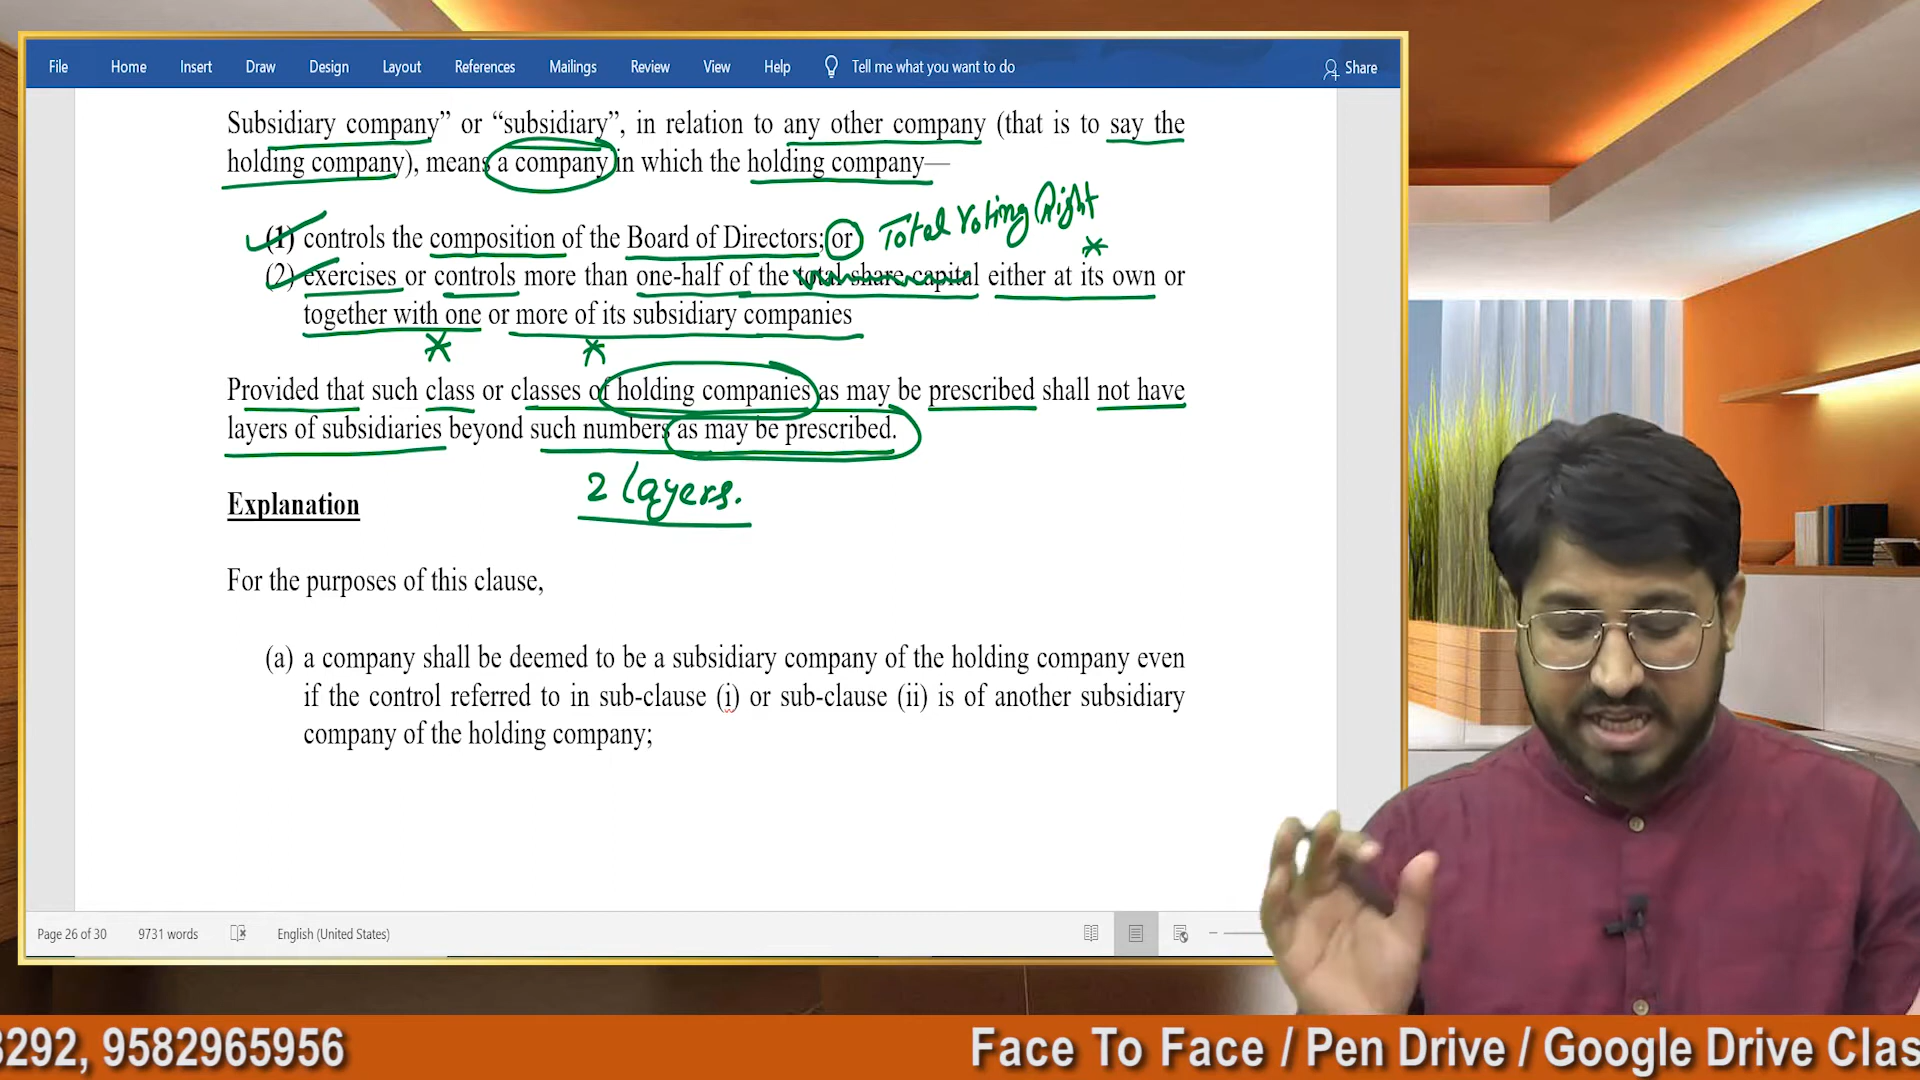 File Home Insert Draw Design Layout References Mailings Review View Help Tell me what you want to do Share
Subsidiary company” or “subsidiary”, in relation to any other company (that is to say the
holding company), means a company in which the holding company—
Total Voting Right
(1) controls the composition of the Board of Directors; or
(2) exercises or controls more than one-half of the total share capital either at its own or
together with one or more of its subsidiary companies
Provided that such class or classes of holding companies as may be prescribed shall not have
layers of subsidiaries beyond such numbers as may be prescribed.
2 layers.
Explanation
For the purposes of this clause,
(a) a company shall be deemed to be a subsidiary company of the holding company even
if the control referred to in sub-clause (i) or sub-clause (ii) is of another subsidiary
company of the holding company;
Page 26 of 30 9731 words English (United States)
3292, 9582965956 Face To Face / Pen Drive / Google Drive Clas